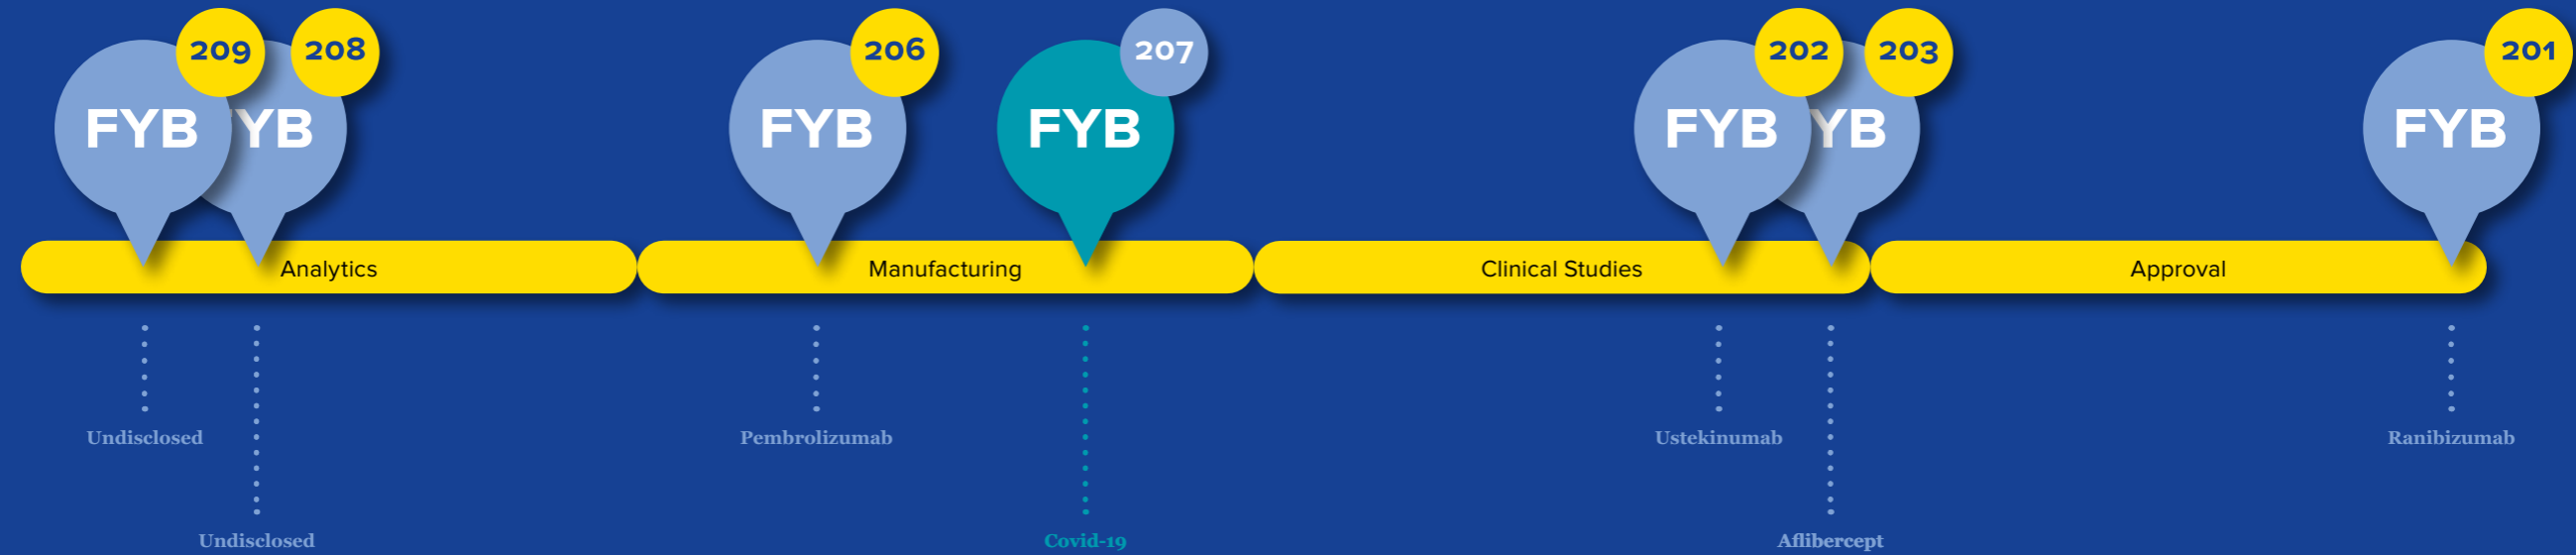 209
208
206
207
202
203
201
FYB
YB
FYB
FYB
FYB
YB
FYB
Analytics
Manufacturing
Clinical Studies
Approval
Undisclosed
Pembrolizumab
Ustekinumab
Ranibizumab
Undisclosed
Covid-19
Aflibercept